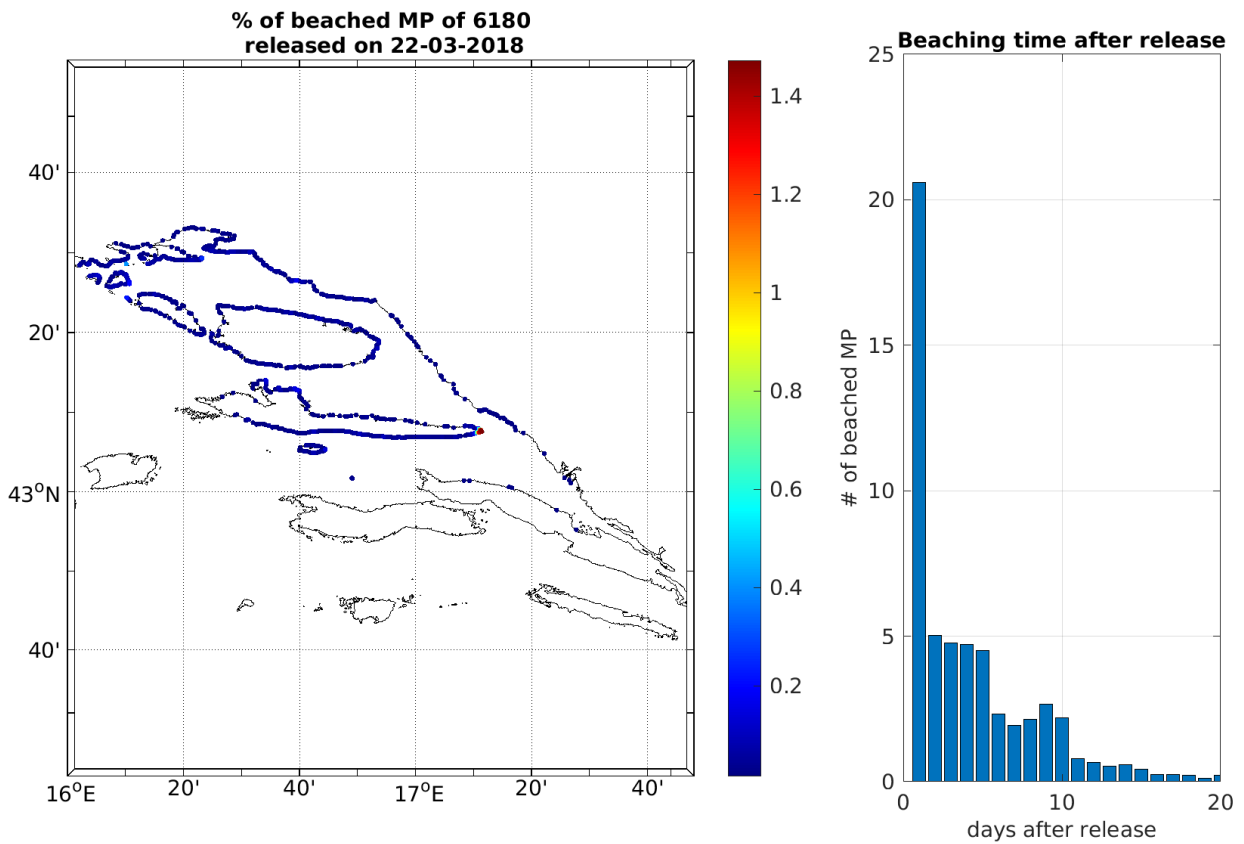 % of beached MP of 6180
released on 22-03-2018
40'
20'
43°N
40'
16°E
20'
40'
17°E
20'
40'
1.4
1.2
1
0.8
0.6
0.4
0.2
Beaching time after release
25
20
15
10
5
0
# of beached MP
0
10
20
days after release